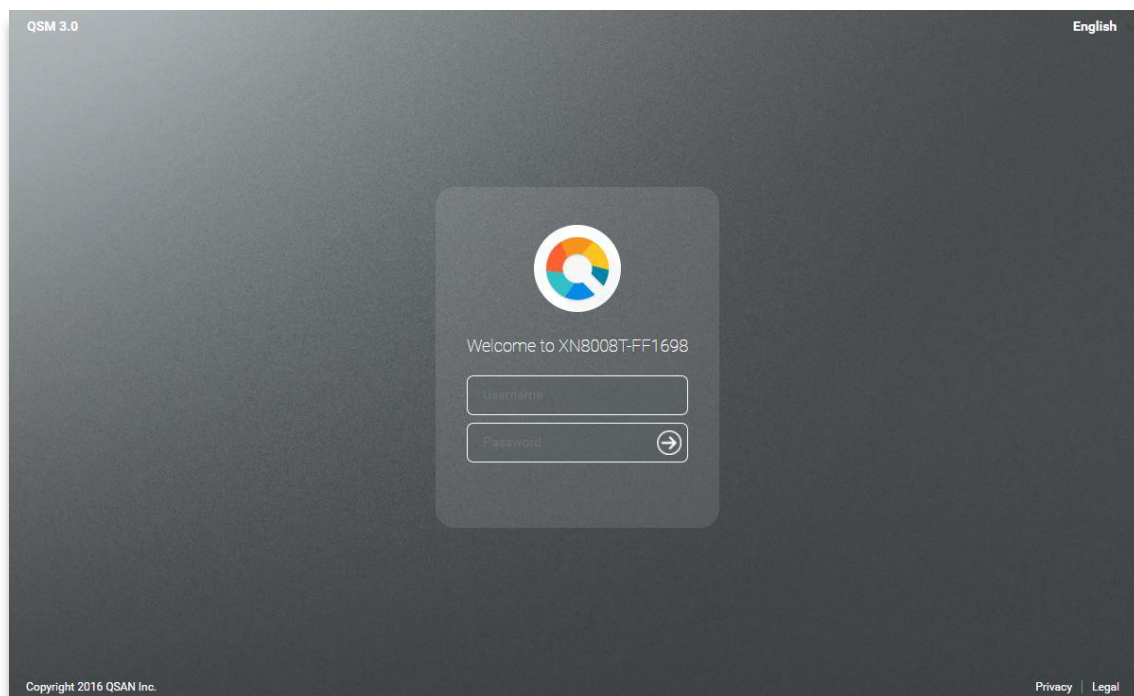 QSM 3.0
English
Welcome to XN8008T-FF1698
Username
Password
Copyright 2016 QSAN Inc.
Privacy | Legal